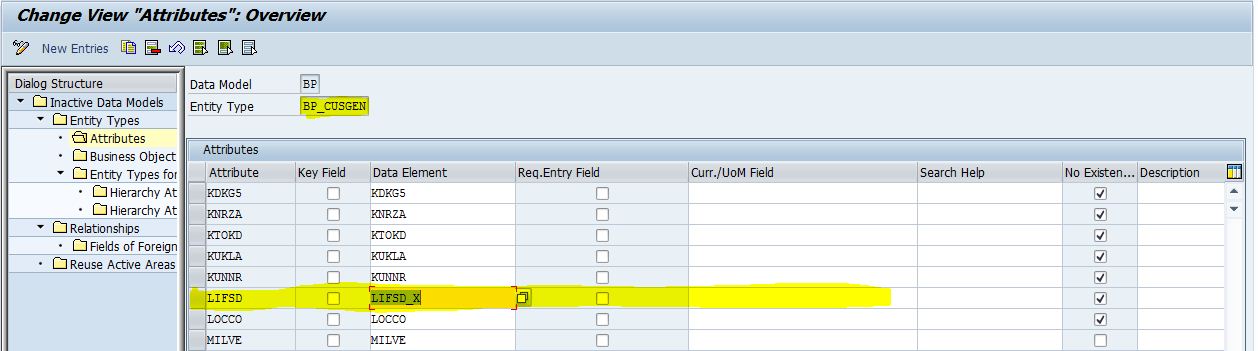 Change View "Attributes": Overview
New Entries
Dialog Structure
Inactive Data Models
Entity Types
Attributes
Business Object
Entity Types for
Hierarchy At
Hierarchy At
Relationships
Fields of Foreign
Reuse Active Areas
Data Model BP
Entity Type BP_CUSGEN
Attributes
Attribute Key Field Data Element Req.Entry Field Curr./UoM Field Search Help No Existen... Description
KDKG5 KDKG5
KNRZA KNRZA
KTOKD KTOKD
KUKLA KUKLA
KUNNR KUNNR
LIFSD LIFSD_X
LOCCO LOCCO
MILVE MILVE